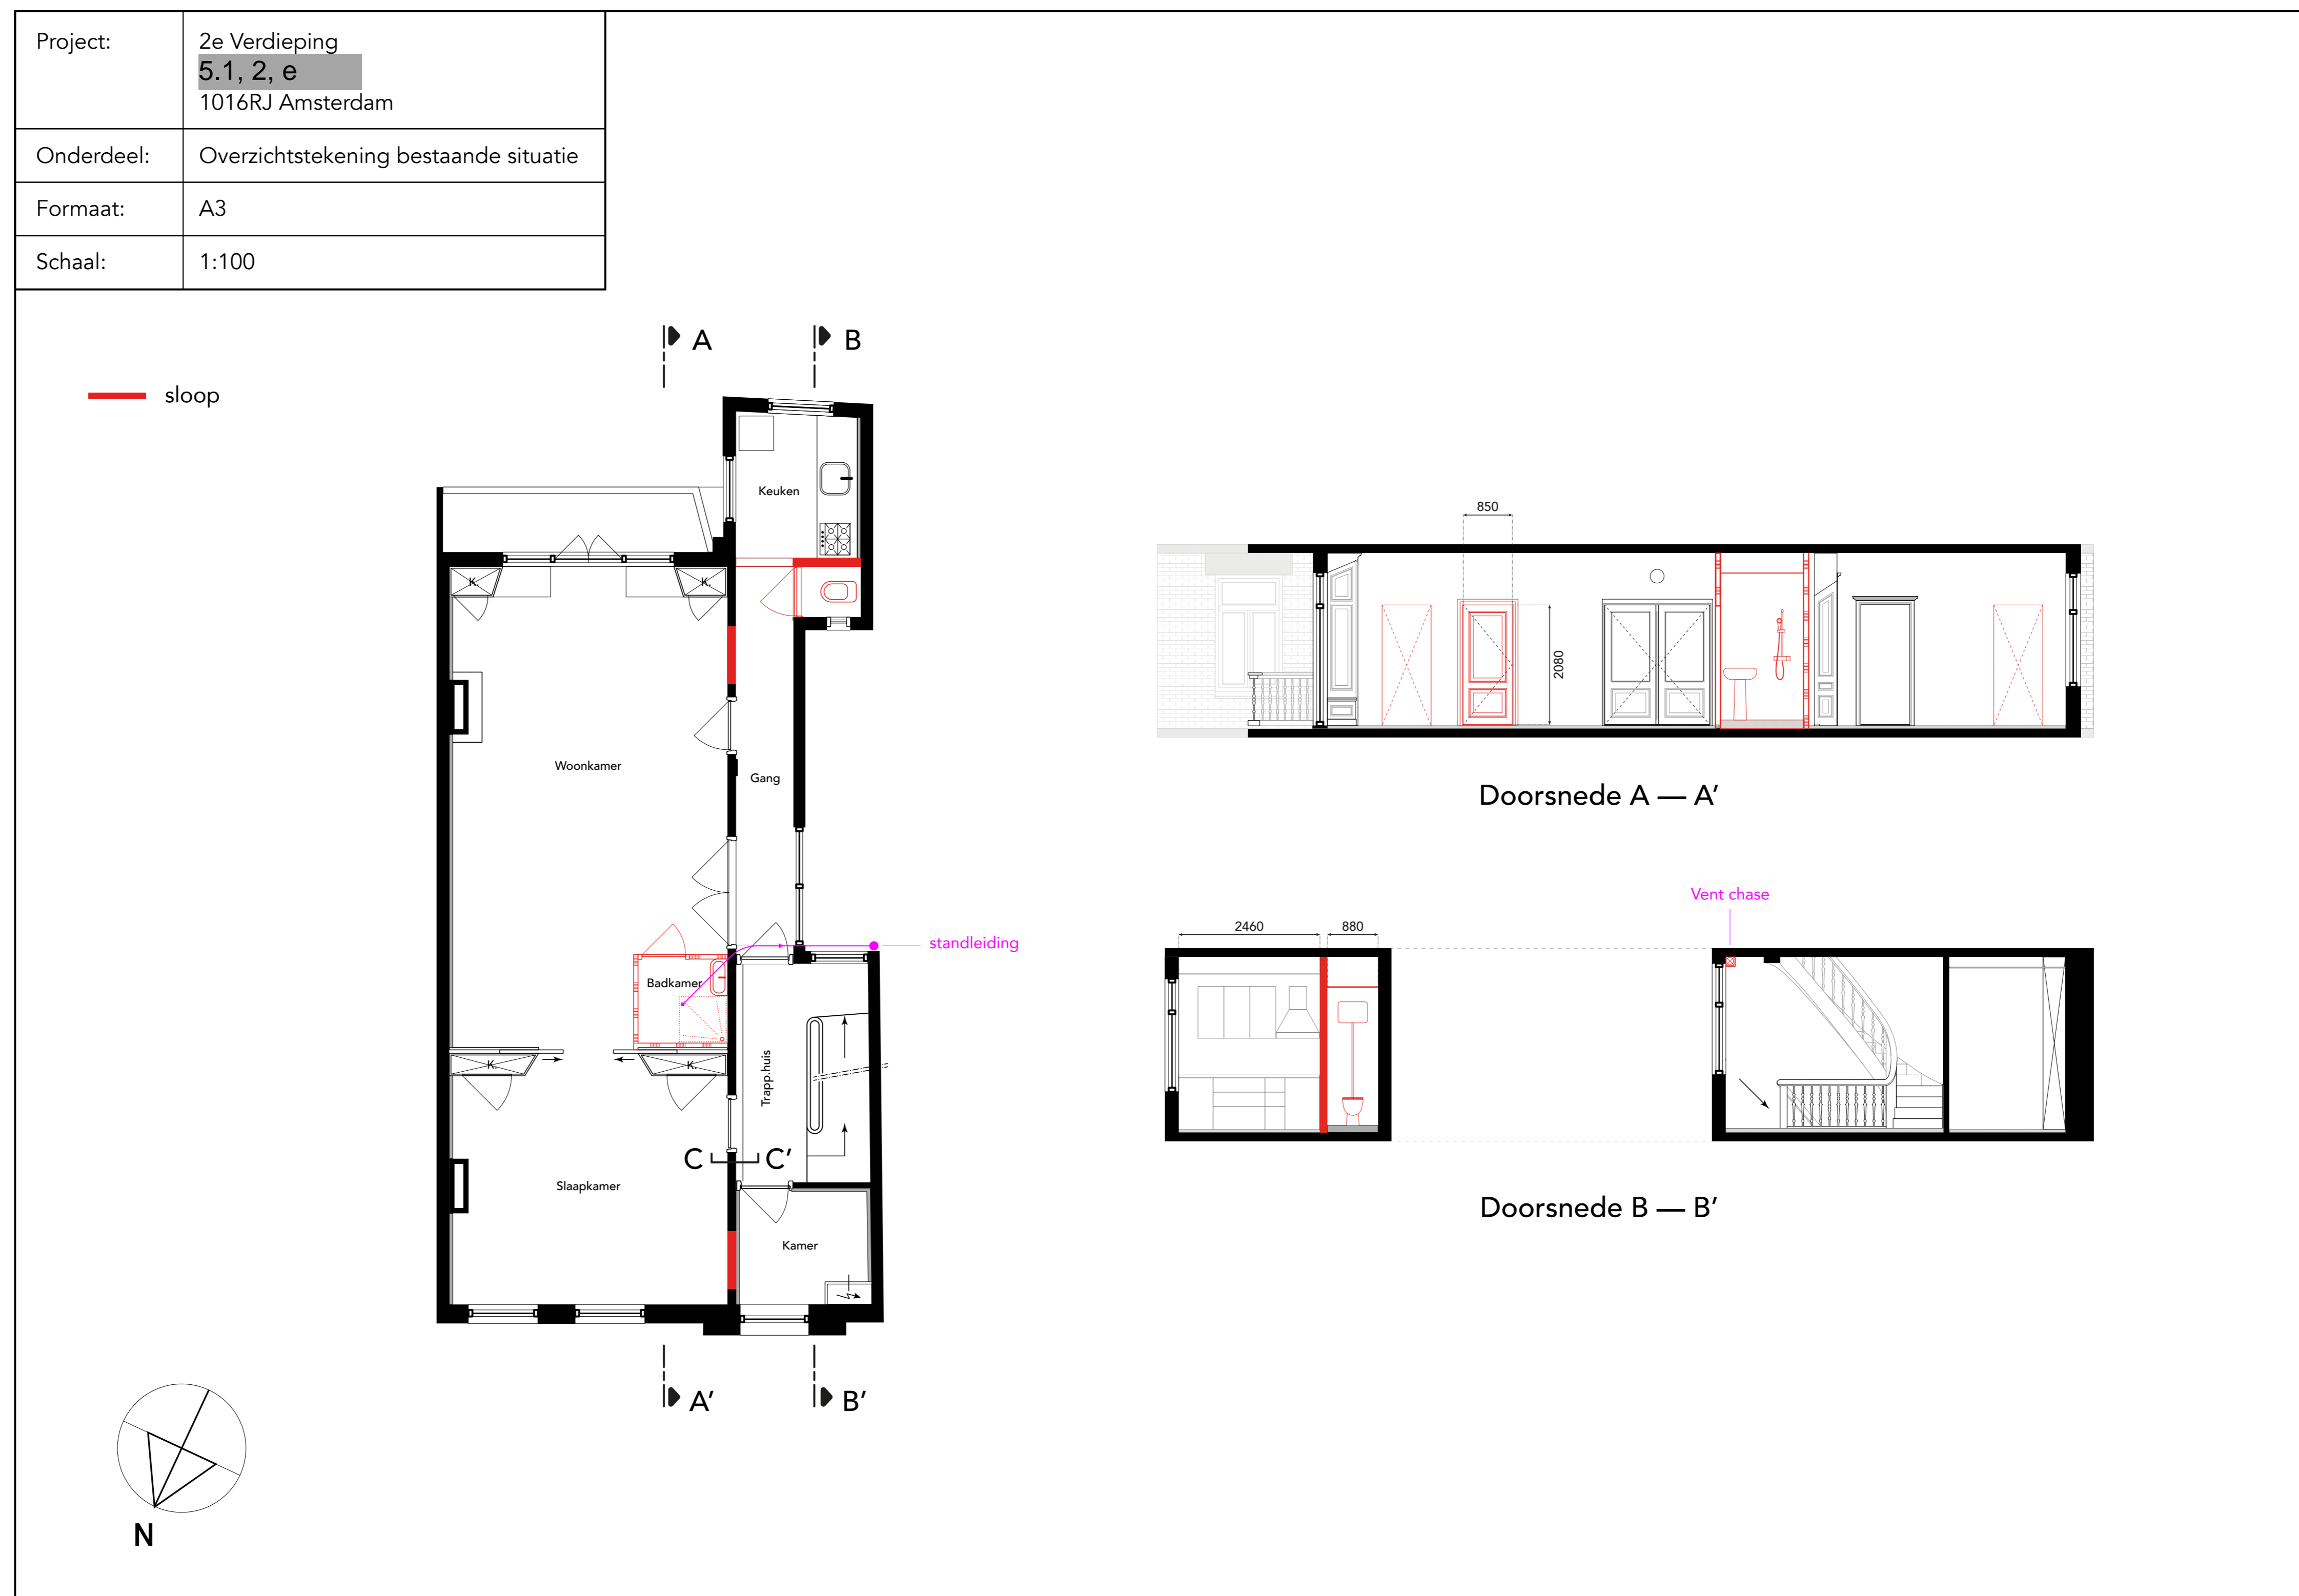 Project:
2e Verdieping
5.1, 2, e
1016RJ Amsterdam
Onderdeel:
Overzichtstekening bestaande situatie
Formaat:
A3
Schaal:
1:100
sloop
A
B
Keuken
K.
K.
Woonkamer
Gang
standleiding
Badkamer
K.
K.
Trapp.huis
C
C’
Slaapkamer
Kamer
A’
B’
N
850
2080
Doorsnede A — A’
Vent chase
2460
880
Doorsnede B — B’